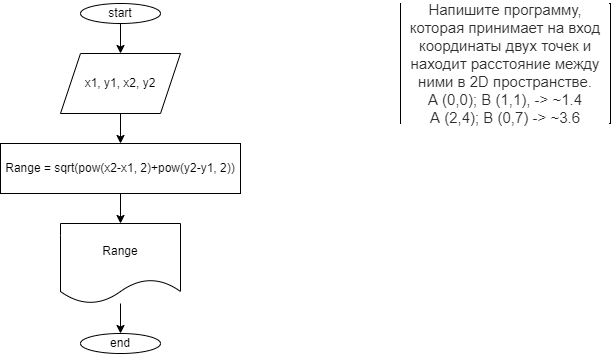 start
x1, y1, x2, y2
Range = sqrt(pow(x2-x1, 2)+pow(y2-y1, 2))
Range
end
Напишите программу,
которая принимает на вход
координаты двух точек и
находит расстояние между
ними в 2D пространстве.
A (0,0); B (1,1), -> ~1.4
A (2,4); B (0,7) -> ~3.6